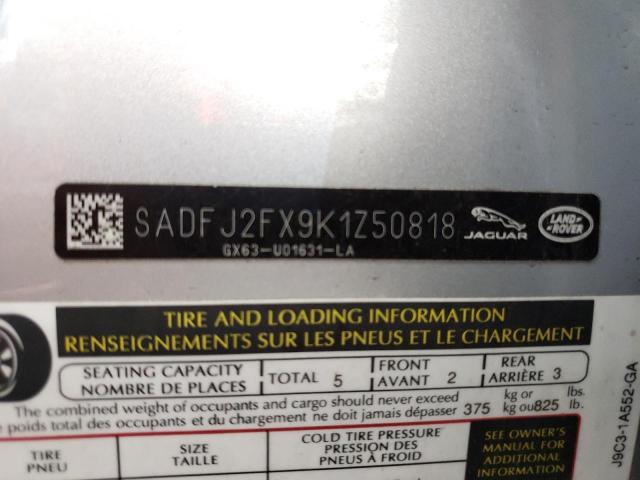 SADFJ2FX9K1Z50818
GX63-U01631-LA
JAGUAR
LAND-
ROVER
TIRE AND LOADING INFORMATION
RENSEIGNEMENTS SUR LES PNEUS ET LE CHARGEMENT
SEATING CAPACITY
NOMBRE DE PLACES
TOTAL 5
FRONT
AVANT 2
REAR
ARRIÈRE 3
The combined weight of occupants and cargo should never exceed 375 kg or 825 lbs.
poids total des occupants et du chargement ne doit jamais dépasser kg ou lb.
TIRE
PNEU
SIZE
TAILLE
COLD TIRE PRESSURE
PRESSION DES
PNEUS À FROID
SEE OWNER'S
MANUAL FOR
ADDITIONAL
INFORMATION
J9C3-1A552-GA